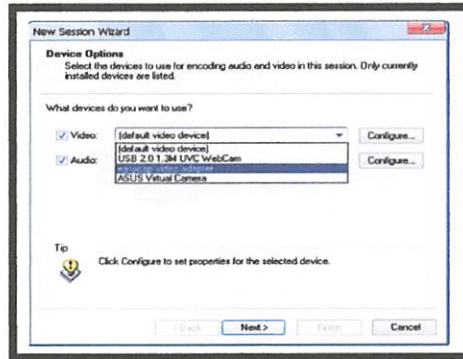 New Session Wizard
Device Options
Select the devices to use for encoding audio and video in this session. Only currently
installed devices are listed.
What devices do you want to use?
Video: (default video device) Configure...
(default video device)
Audio: USB 2.0 1.3M UVC WebCam Configure...
video adapter
ASUS Virtual Camera
Tip
Click Configure to set properties for the selected device.
< Back Next > Finish Cancel